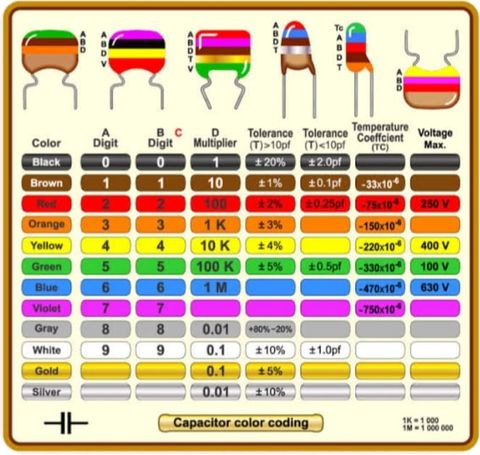 A
B
D
A
B
D
V
A
B
D
T
V
A
B
D
T
Tc
A
B
D
T
A
B
D
Color A Digit B Digit C D Multiplier Tolerance (T)>10pf Tolerance (T)<10pf Temperature Coeffcient (TC) Voltage Max.
Black 0 0 1 ±20% ±2.0pf
Brown 1 1 10 ±1% ±0.1pf -33x10⁻⁶
Red 2 2 100 ±2% ±0.25pf -75x10⁻⁶ 250 V
Orange 3 3 1 K ±3% -150x10⁻⁶
Yellow 4 4 10 K ±4% -220x10⁻⁶ 400 V
Green 5 5 100 K ±5% ±0.5pf -330x10⁻⁶ 100 V
Blue 6 6 1 M -470x10⁻⁶ 630 V
Violet 7 7 -750x10⁻⁶
Gray 8 8 0.01 +80%-20%
White 9 9 0.1 ±10% ±1.0pf
Gold 0.1 ±5%
Silver 0.01 ±10%
Capacitor color coding
1K = 1 000
1M = 1 000 000